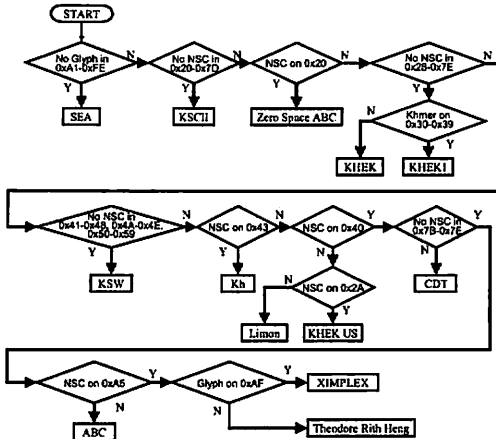 START
No Glyph in
0xA1-0xFE
N
No NSC in
0x20-0x7D
N
NSC on 0x20
N
No NSC in
0x2B-0x7E
N
Y
Y
Y
Y
SEA
KSCII
Zero Space ABC
N
Khmer on
0x30-0x39
Y
KHEK
KHEK1
No NSC in
0x41-0x48, 0x4A-0x4E,
0x50-0x59
N
NSC on 0x43
N
NSC on 0x40
Y
No NSC in
0x7B-0x7E
Y
Y
Y
N
N
KSW
Kh
N
NSC on 0x2A
CDT
Y
Limon
KHEK US
NSC on 0xA5
Y
Glyph on 0xAF
Y
XIMPLEX
N
N
ABC
Theodore Rith Heng